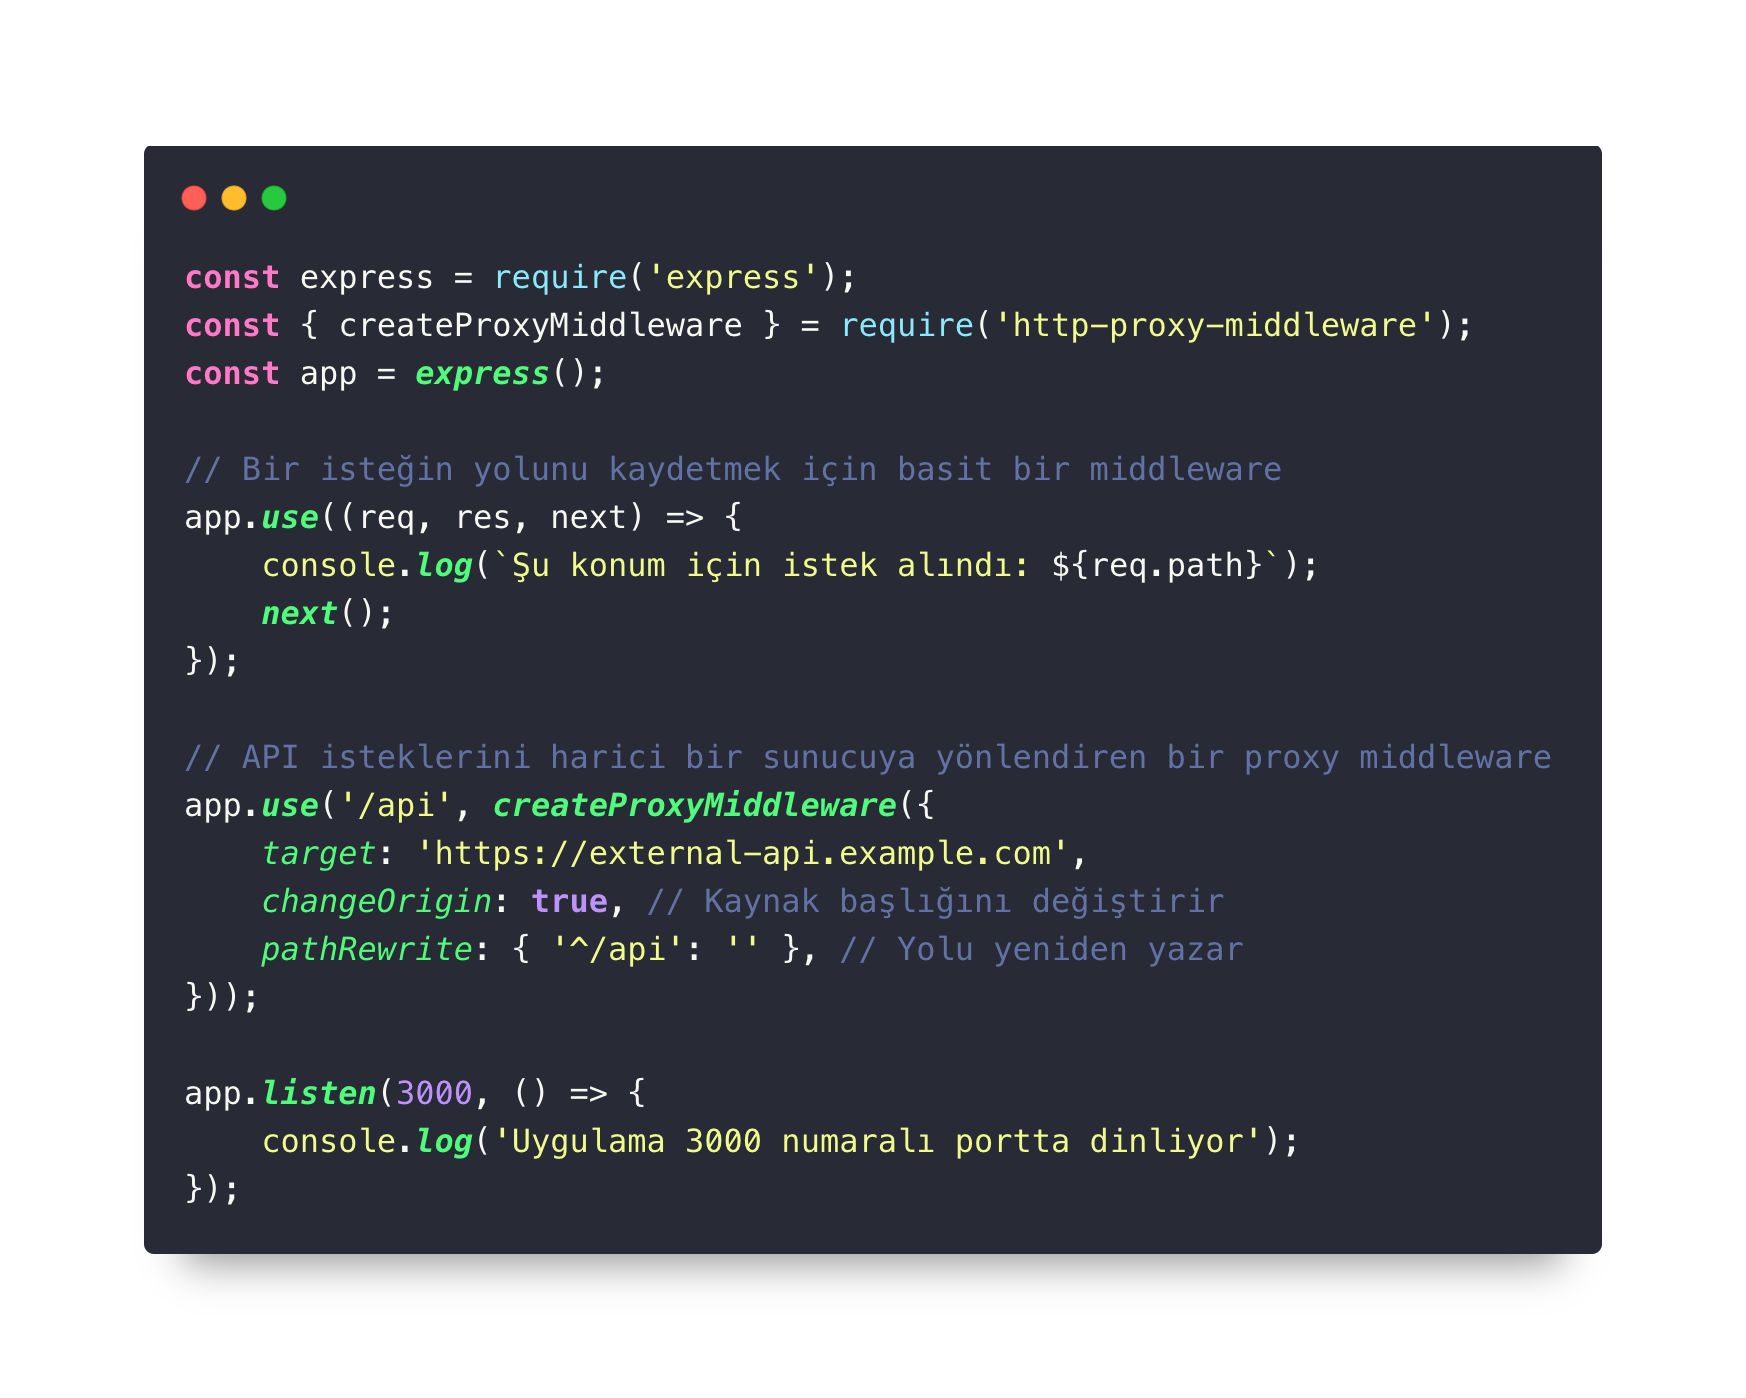 const express = require('express');
const { createProxyMiddleware } = require('http-proxy-middleware');
const app = express();

// Bir isteğin yolunu kaydetmek için basit bir middleware
app.use((req, res, next) => {
    console.log(`Şu konum için istek alındı: ${req.path}`);
    next();
});

// API isteklerini harici bir sunucuya yönlendiren bir proxy middleware
app.use('/api', createProxyMiddleware({
    target: 'https://external-api.example.com',
    changeOrigin: true, // Kaynak başlığını değiştirir
    pathRewrite: { '^/api': '' }, // Yolu yeniden yazar
}));

app.listen(3000, () => {
    console.log('Uygulama 3000 numaralı portta dinliyor');
});